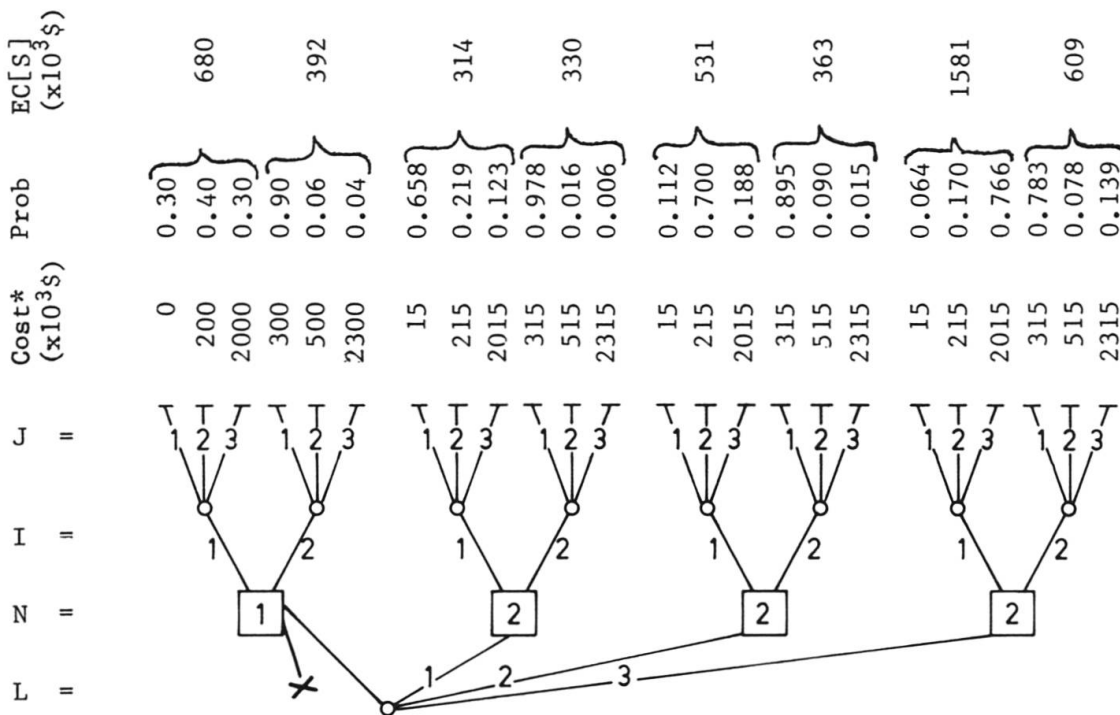 EC[S] (x10³$) 680 392 314 330 531 363 1581 609
Prob 0.30 0.40 0.30 0.90 0.06 0.04 0.658 0.219 0.123 0.978 0.016 0.006 0.112 0.700 0.188 0.895 0.090 0.015 0.064 0.170 0.766 0.783 0.078 0.139
Cost* (x10³$) 0 200 2000 300 500 2300 15 215 2015 315 515 2315 15 215 2015 315 515 2315 15 215 2015 315 515 2315
J = 1 2 3 1 2 3 1 2 3 1 2 3 1 2 3 1 2 3 1 2 3 1 2 3
I = 1 2 1 2 1 2 1 2
N = 1 2 2 2
L = 1 2 3